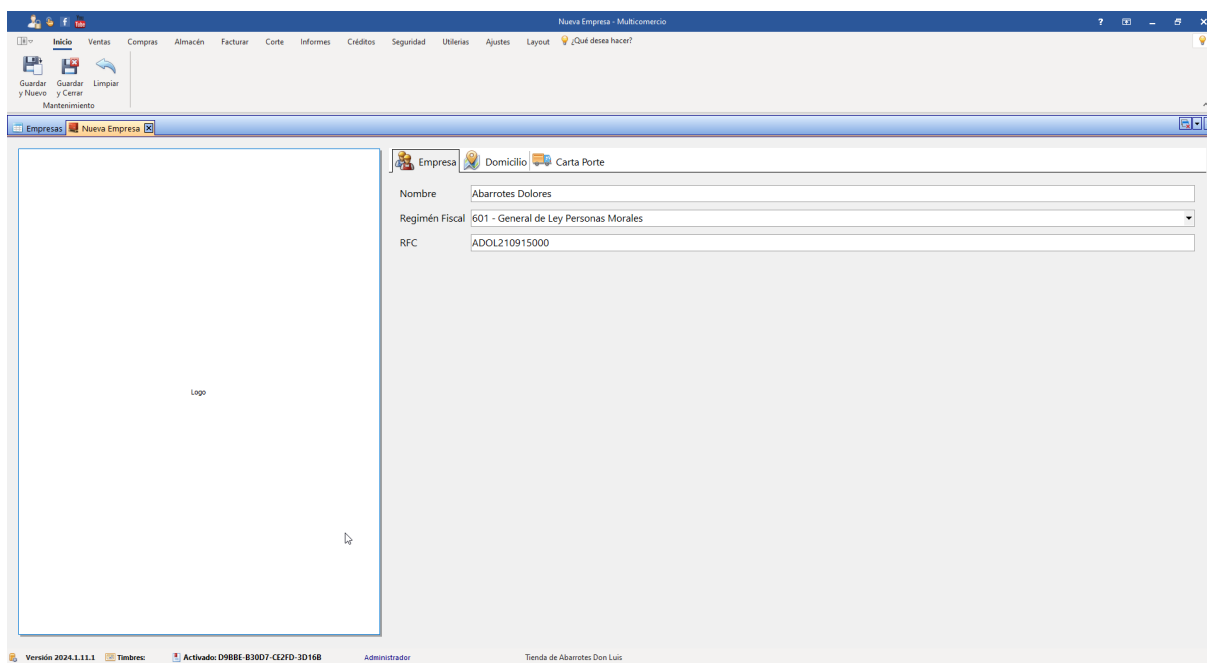 Nueva Empresa - Multicomercio
Inicio Ventas Compras Almacén Facturar Corte Informes Créditos Seguridad Utilerias Ajustes Layout ¿Qué desea hacer?
Guardar y Nuevo
Guardar y Cerrar
Limpiar
Mantenimiento
Empresas Nueva Empresa
Empresa Domicilio Carta Porte
Nombre Abarrotes Dolores
Regimén Fiscal 601 - General de Ley Personas Morales
RFC ADOL210915000
Logo
Versión 2024.1.11.1 Timbres: Activado: D9BBE-B30D7-CE2FD-3D16B Administrador Tienda de Abarrotes Don Luis